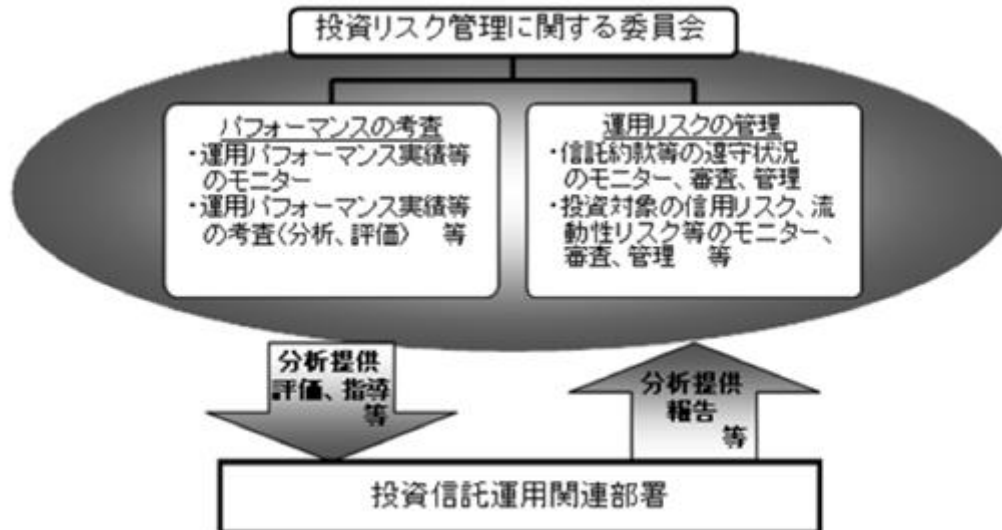 投資リスク管理に関する委員会
パフォーマンスの考査
・運用パフォーマンス実績等
のモニター
・運用パフォーマンス実績等
の考査(分析、評価) 等
運用リスクの管理
・信託約款等の遵守状況
のモニター、審査、管理
・投資対象の信用リスク、流
動性リスク等のモニター、
審査、管理 等
分析提供
評価、指導
等
分析提供
報告
等
投資信託運用関連部署